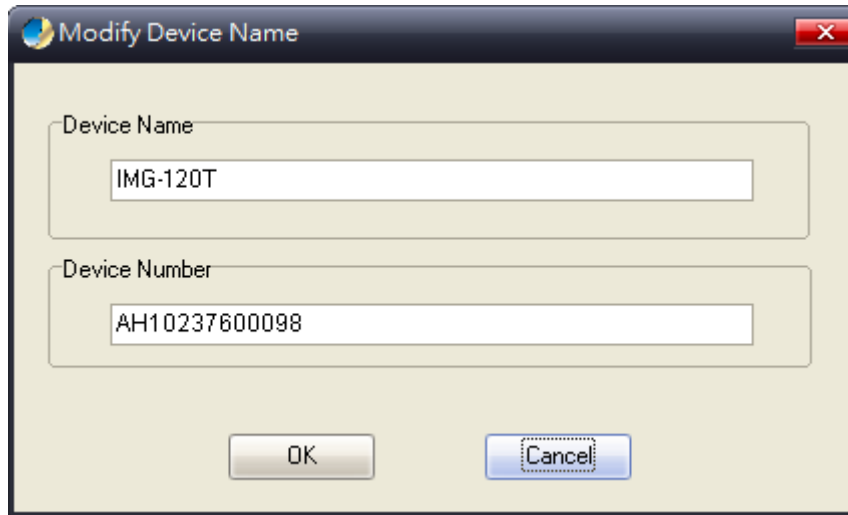 Modify Device Name
Device Name
IMG-120T
Device Number
AH10237600098
OK Cancel